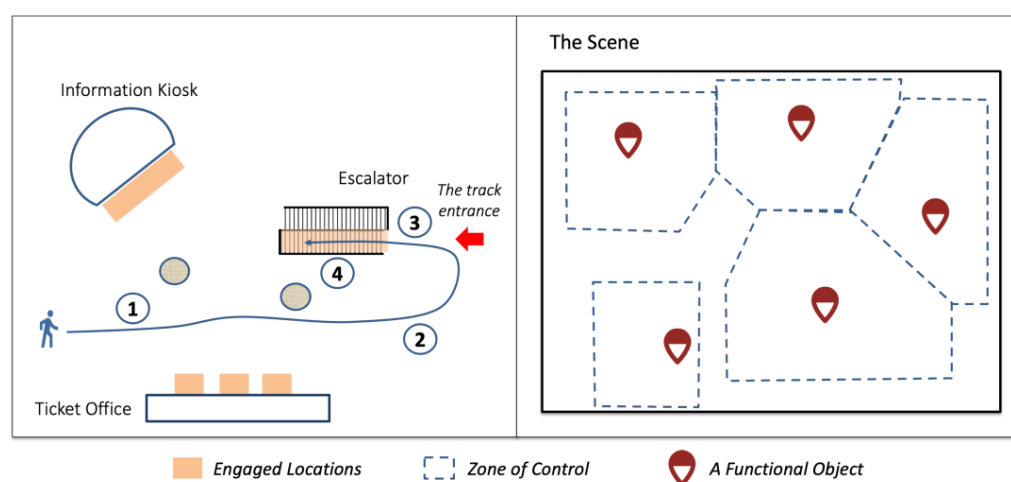 Information Kiosk
Escalator
The track
entrance
3
4
1
2
Ticket Office
The Scene
Engaged Locations
Zone of Control
A Functional Object